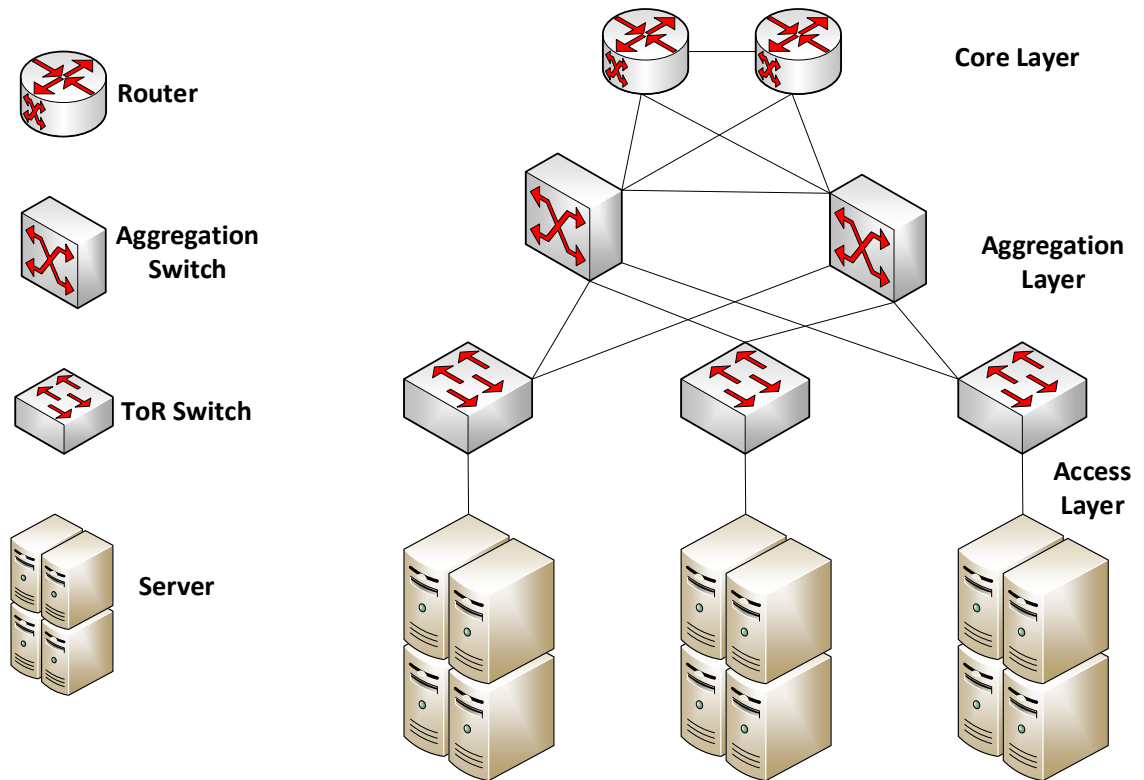 Router
Aggregation
Switch
ToR Switch
Server
Core Layer
Aggregation
Layer
Access
Layer